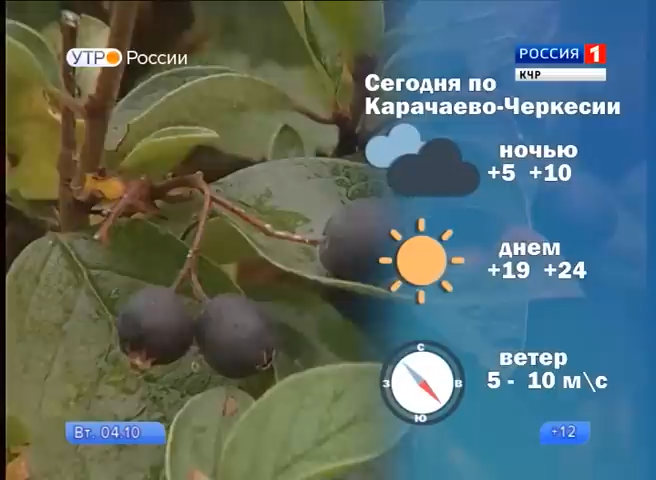 УТРО России
РОССИЯ 1
КЧР
Сегодня по
Карачаево-Черкесии
ночью
+5 +10
днем
+19 +24
С
З В
Ю
ветер
5 - 10 м\с
Вт. 04.10
+12